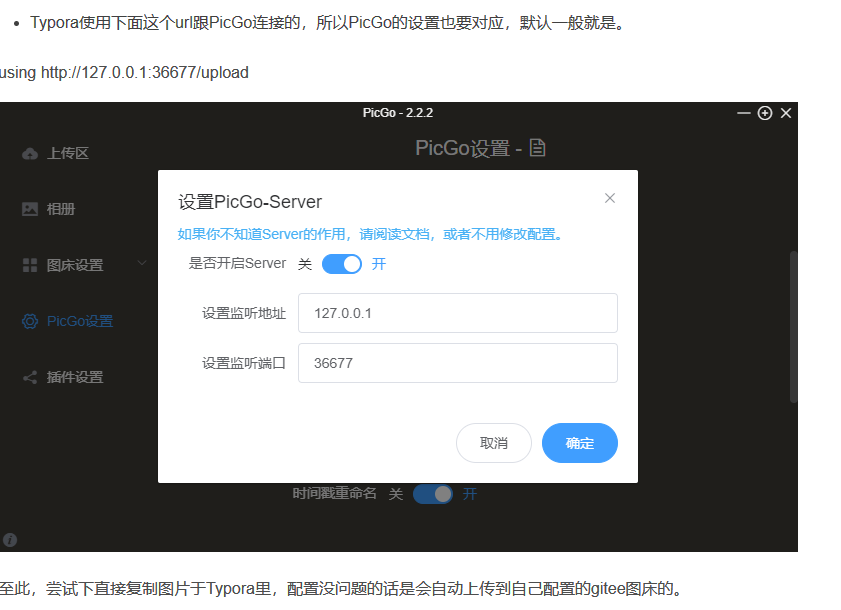 Typora使用下面这个url跟PicGo连接的，所以PicGo的设置也要对应，默认一般就是。
using http://127.0.0.1:36677/upload
PicGo - 2.2.2
上传区
PicGo设置 -
相册
图床设置
PicGo设置
插件设置
设置PicGo-Server
如果你不知道Server的作用，请阅读文档，或者不用修改配置。
是否开启Server 关 开
设置监听地址 127.0.0.1
设置监听端口 36677
取消 确定
时间戳重命名 关 开
至此，尝试下直接复制图片于Typora里，配置没问题的话是会自动上传到自己配置的gitee图床的。